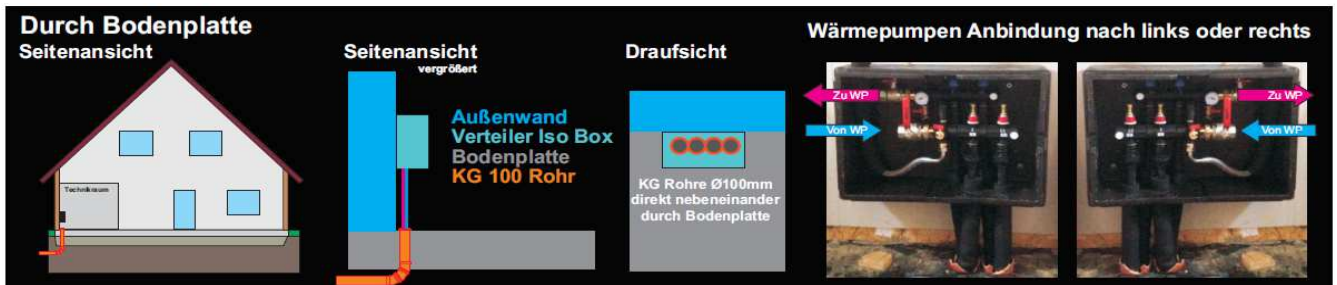 Durch Bodenplatte
Seitenansicht
Technikraum
Seitenansicht
vergrößert
Außenwand
Verteiler Iso Box
Bodenplatte
KG 100 Rohr
Draufsicht
KG Rohre Ø100mm
direkt nebeneinander
durch Bodenplatte
Wärmepumpen Anbindung nach links oder rechts
Zu WP
Von WP
Zu WP
Von WP